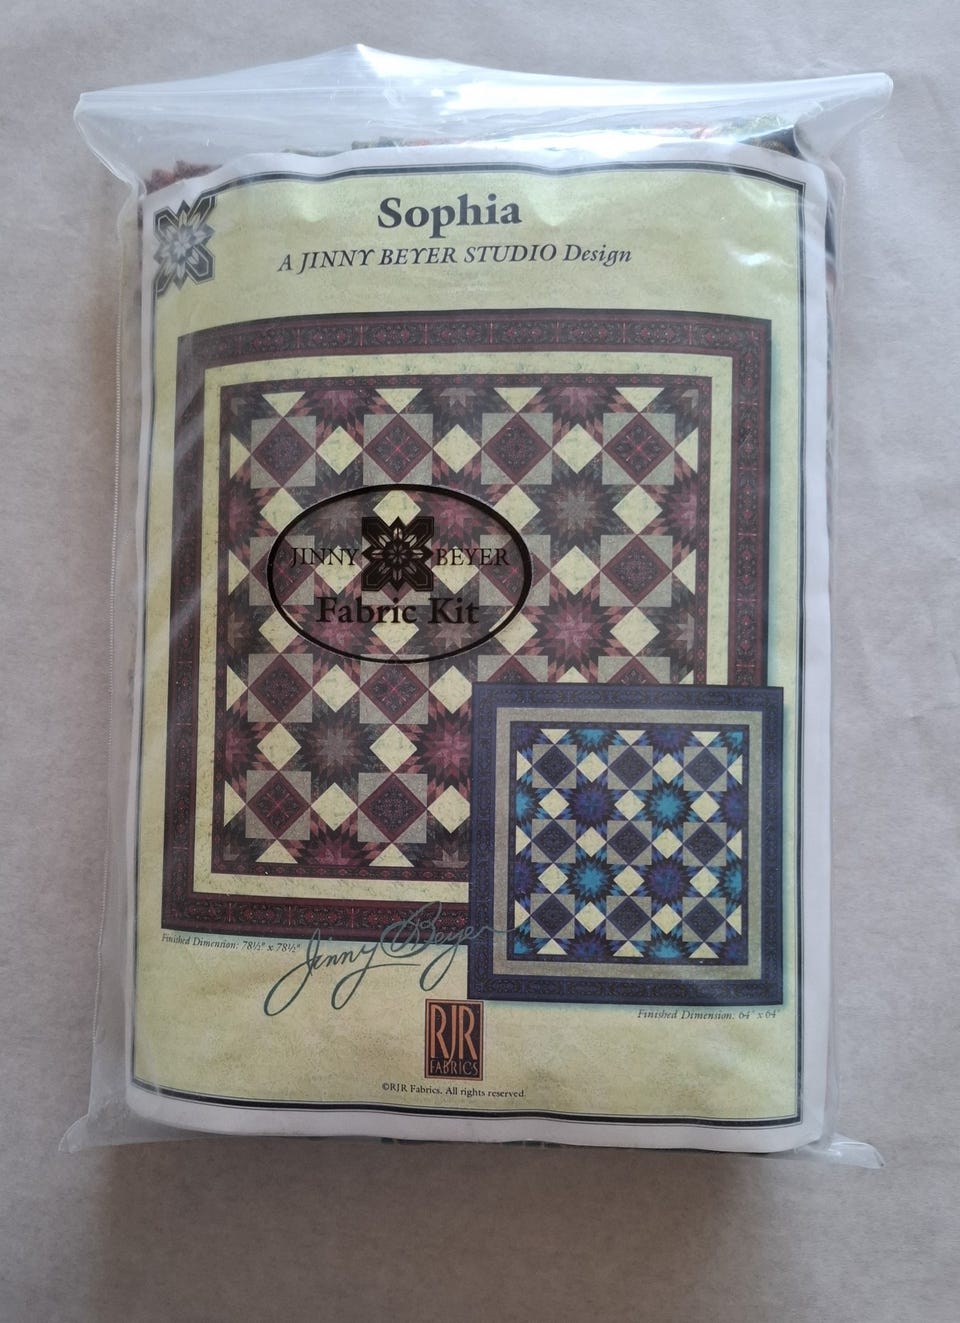 Sophia
A JINNY BEYER STUDIO Design
JINNY BEYER
Fabric Kit
Finished Dimension: 78½" x 78½"
Jinny Beyer
Finished Dimension: 64" x 64"
RJR
FABRICS
©RJR Fabrics. All rights reserved.